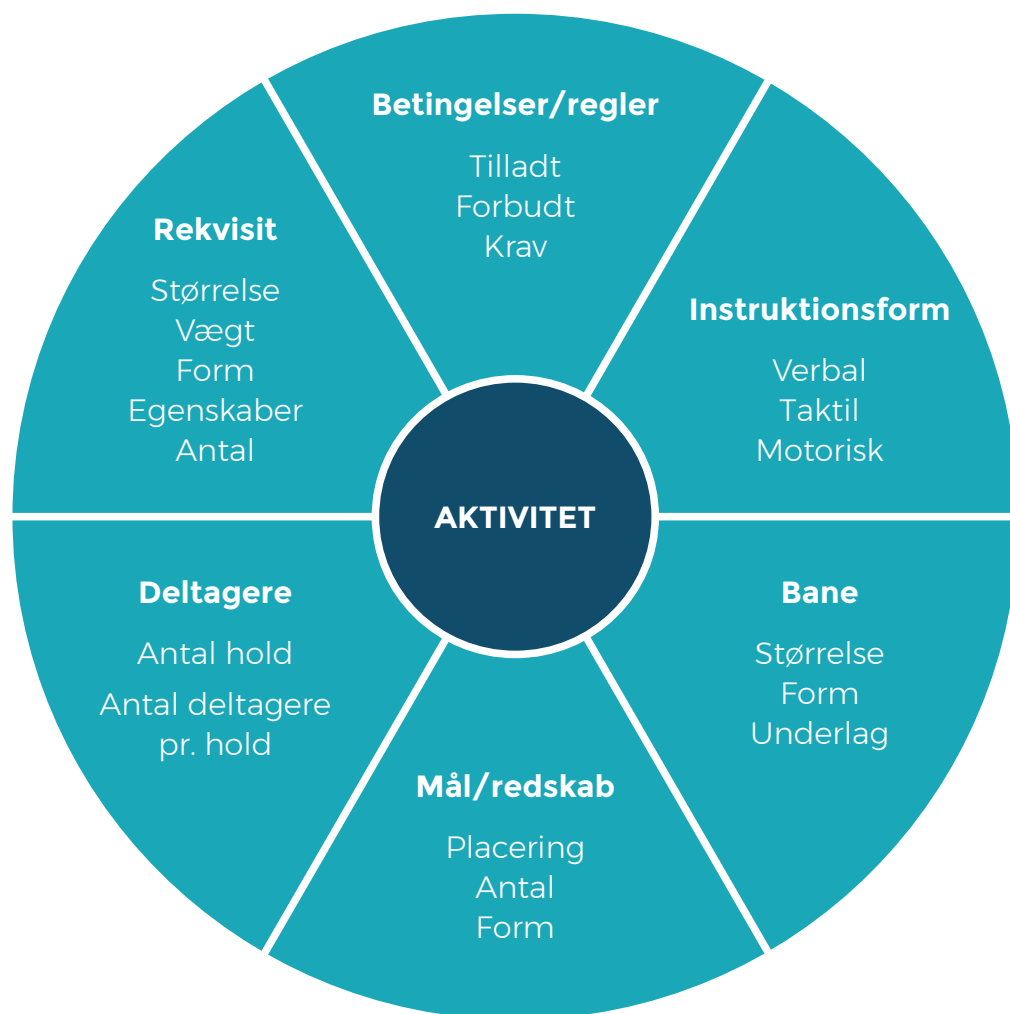 Betingelser/regler
Tilladt
Forbudt
Krav
Instruktionsform
Verbal
Taktil
Motorisk
Bane
Størrelse
Form
Underlag
Mål/redskab
Placering
Antal
Form
Deltagere
Antal hold
Antal deltagere
pr. hold
Rekvisit
Størrelse
Vægt
Form
Egenskaber
Antal
AKTIVITET